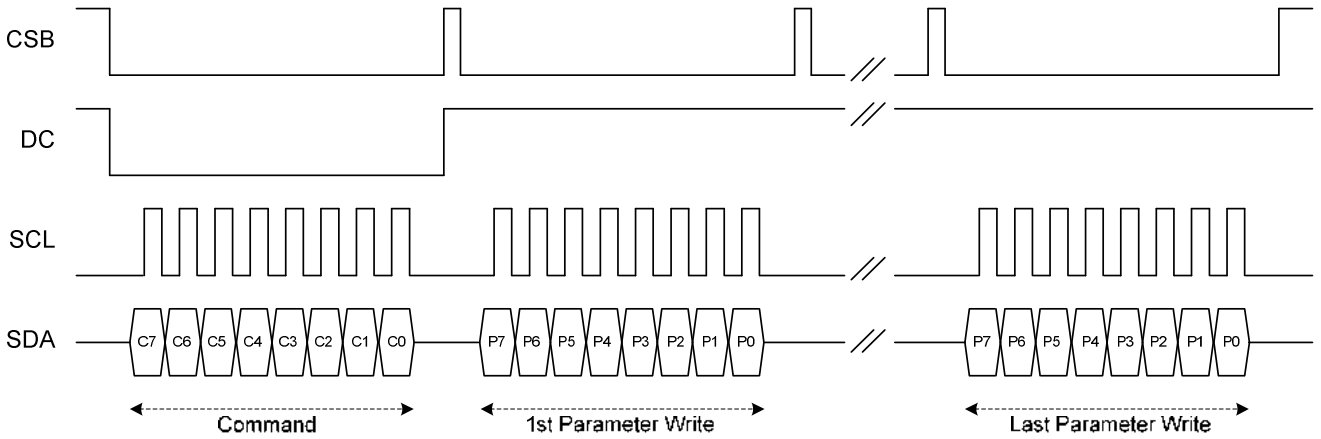 CSB
DC
SCL
SDA
C7 C6 C5 C4 C3 C2 C1 C0 P7 P6 P5 P4 P3 P2 P1 P0 P7 P6 P5 P4 P3 P2 P1 P0
Command 1st Parameter Write Last Parameter Write